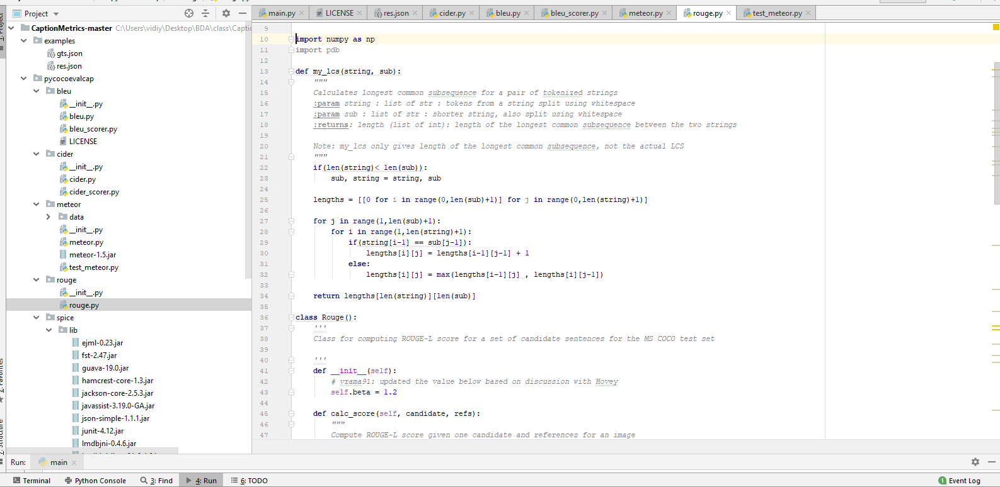 Project
CaptionMetrics-master C:\Users\vidiy\Desktop\BDA\class\Captic
examples
gts.json
res.json
pycocoevalcap
bleu
__init__.py
bleu.py
bleu_scorer.py
LICENSE
cider
__init__.py
cider.py
cider_scorer.py
meteor
data
__init__.py
meteor.py
meteor-1.5.jar
test_meteor.py
rouge
__init__.py
rouge.py
spice
lib
ejml-0.23.jar
fst-2.47.jar
guava-19.0.jar
hamcrest-core-1.3.jar
jackson-core-2.5.3.jar
javassist-3.19.0-GA.jar
json-simple-1.1.1.jar
junit-4.12.jar
lmdbjni-0.4.6.jar
main.py LICENSE res.json cider.py bleu.py bleu_scorer.py meteor.py rouge.py test_meteor.py
9
10 import numpy as np
11 import pdb
12
13 def my_lcs(string, sub):
14 """
15 Calculates longest common subsequence for a pair of tokenized strings
16 :param string : list of str : tokens from a string split using whitespace
17 :param sub : list of str : shorter string, also split using whitespace
18 :returns: length (list of int): length of the longest common subsequence between the two strings
19
20 Note: my_lcs only gives length of the longest common subsequence, not the actual LCS
21 """
22 if(len(string)< len(sub)):
23 sub, string = string, sub
24
25 lengths = [[0 for i in range(0,len(sub)+1)] for j in range(0,len(string)+1)]
26
27 for j in range(1,len(sub)+1):
28 for i in range(1,len(string)+1):
29 if(string[i-1] == sub[j-1]):
30 lengths[i][j] = lengths[i-1][j-1] + 1
31 else:
32 lengths[i][j] = max(lengths[i-1][j] , lengths[i][j-1])
33
34 return lengths[len(string)][len(sub)]
35
36 class Rouge():
37 '''
38 Class for computing ROUGE-L score for a set of candidate sentences for the MS COCO test set
39
40 '''
41 def __init__(self):
42 # vrama91: updated the value below based on discussion with Hovey
43 self.beta = 1.2
44
45 def calc_score(self, candidate, refs):
46 """
47 Compute ROUGE-L score given one candidate and references for an image
Run: main
Terminal Python Console 3: Find 4: Run 6: TODO 1 Event Log